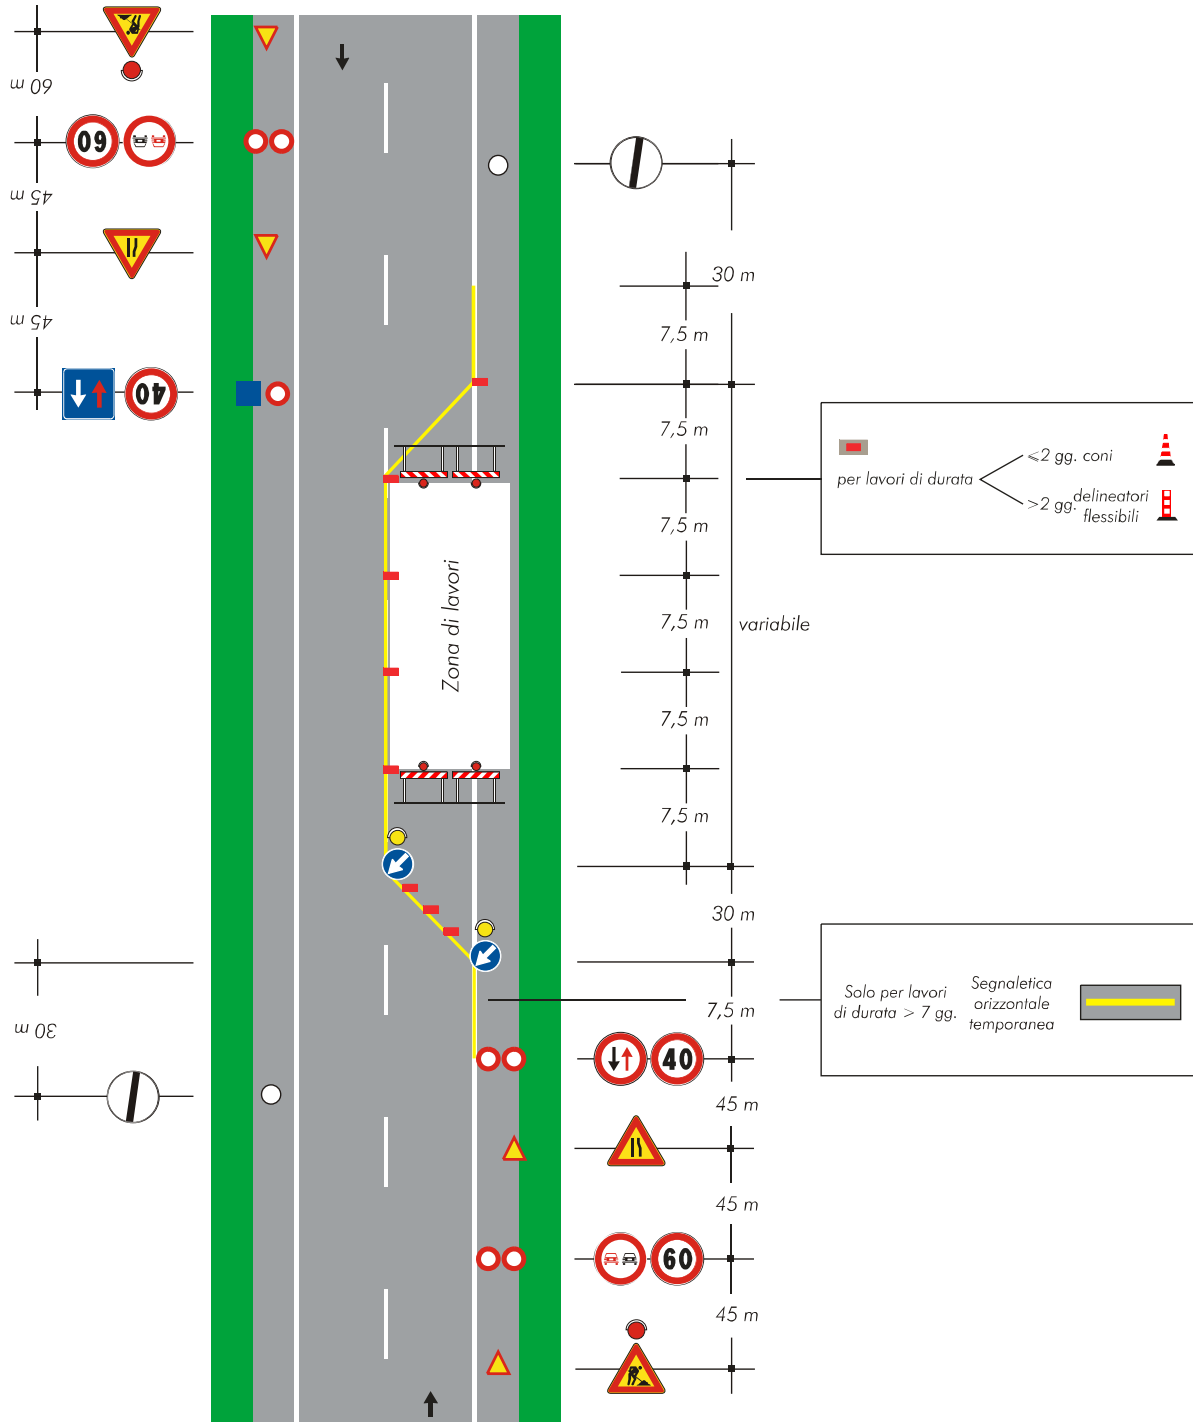 60 m
60
45 m
45 m
40
30 m
7,5 m
7,5 m
7,5 m
7,5 m
7,5 m
7,5 m
variabile
30 m
7,5 m
40
45 m
45 m
60
45 m
Zona di lavori
per lavori di durata
⩽2 gg. coni
>2 gg. delineatori
flessibili
Solo per lavori
di durata > 7 gg.
Segnaletica
orizzontale
temporanea
30 m